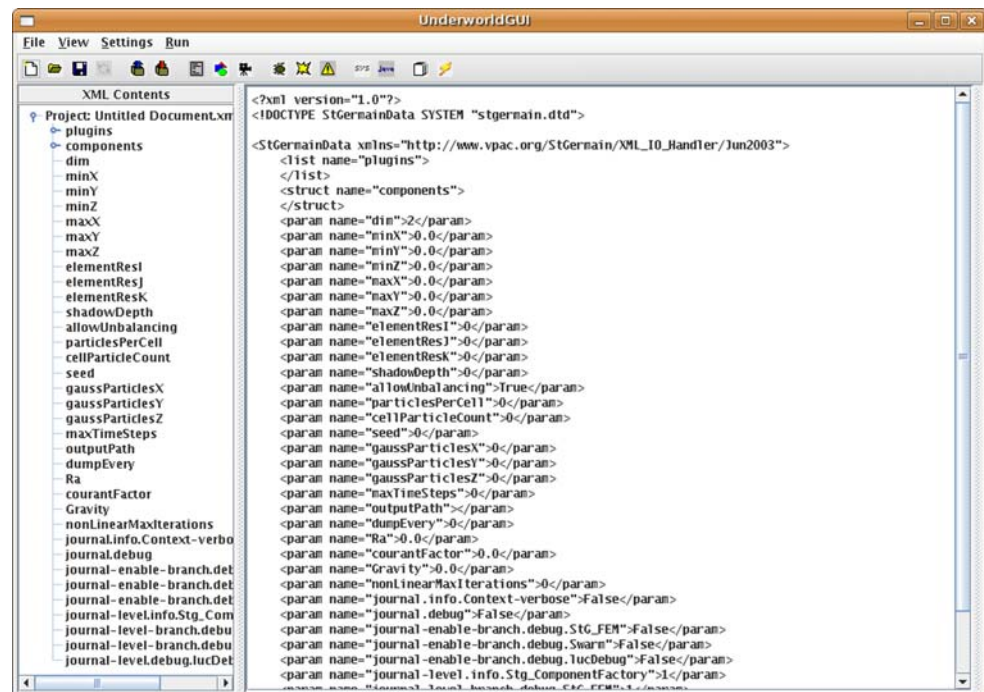 UnderworldGUI
File View Settings Run
SYS Java
XML Contents
Project: Untitled Document.xm
plugins
components
dim
minX
minY
minZ
maxX
maxY
maxZ
elementResI
elementResJ
elementResK
shadowDepth
allowUnbalancing
particlesPerCell
cellParticleCount
seed
gaussParticlesX
gaussParticlesY
gaussParticlesZ
maxTimeSteps
outputPath
dumpEvery
Ra
courantFactor
Gravity
nonLinearMaxIterations
journal.info.Context-verbo
journal.debug
journal-enable-branch.deb
journal-enable-branch.deb
journal-enable-branch.det
journal-level.info.Stg_Com
journal-level-branch.debu
journal-level-branch.debu
journal-level.debug.lucDeb
<?xml version="1.0"?>
<!DOCTYPE StGermainData SYSTEM "stgermain.dtd">
<StGermainData xmlns="http://www.vpac.org/StGermain/XML_IO_Handler/Jun2003">
<list name="plugins">
</list>
<struct name="components">
</struct>
<param name="dim">2</param>
<param name="minX">0.0</param>
<param name="minY">0.0</param>
<param name="minZ">0.0</param>
<param name="maxX">0.0</param>
<param name="maxY">0.0</param>
<param name="maxZ">0.0</param>
<param name="elementResI">0</param>
<param name="elementResJ">0</param>
<param name="elementResK">0</param>
<param name="shadowDepth">0</param>
<param name="allowUnbalancing">True</param>
<param name="particlesPerCell">0</param>
<param name="cellParticleCount">0</param>
<param name="seed">0</param>
<param name="gaussParticlesX">0</param>
<param name="gaussParticlesY">0</param>
<param name="gaussParticlesZ">0</param>
<param name="maxTimeSteps">0</param>
<param name="outputPath"></param>
<param name="dumpEvery">0</param>
<param name="Ra">0.0</param>
<param name="courantFactor">0.0</param>
<param name="Gravity">0.0</param>
<param name="nonLinearMaxIterations">0</param>
<param name="journal.info.Context-verbose">False</param>
<param name="journal.debug">False</param>
<param name="journal-enable-branch.debug.StG_FEM">False</param>
<param name="journal-enable-branch.debug.Swarm">False</param>
<param name="journal-enable-branch.debug.lucDebug">False</param>
<param name="journal-level.info.Stg_ComponentFactory">1</param>
<param name="journal-level-branch.debug.StG_FEM">1</param>